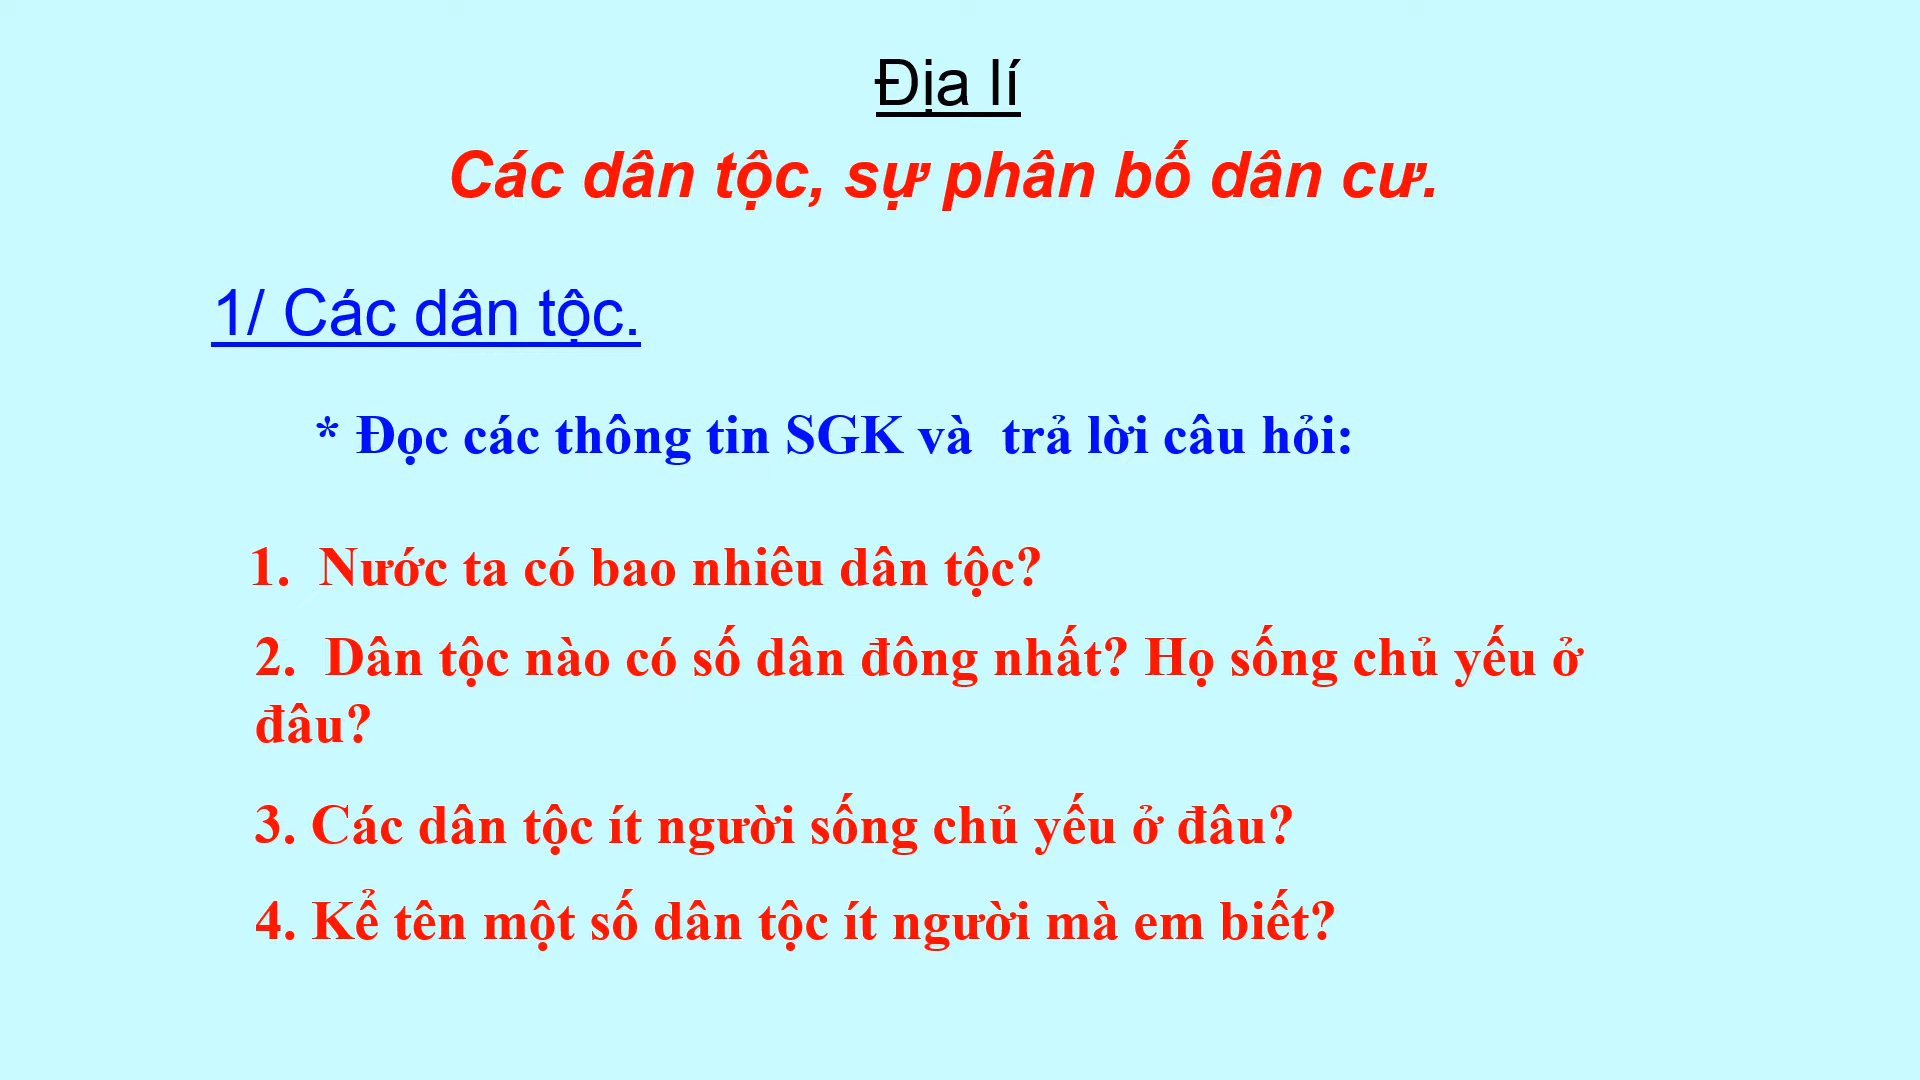 Địa lí
Các dân tộc, sự phân bố dân cư.
1/ Các dân tộc.
* Đọc các thông tin SGK và  trả lời câu hỏi:
1.  Nước ta có bao nhiêu dân tộc?
2.  Dân tộc nào có số dân đông nhất? Họ sống chủ yếu ở
đâu?
3. Các dân tộc ít người sống chủ yếu ở đâu?
4. Kể tên một số dân tộc ít người mà em biết?